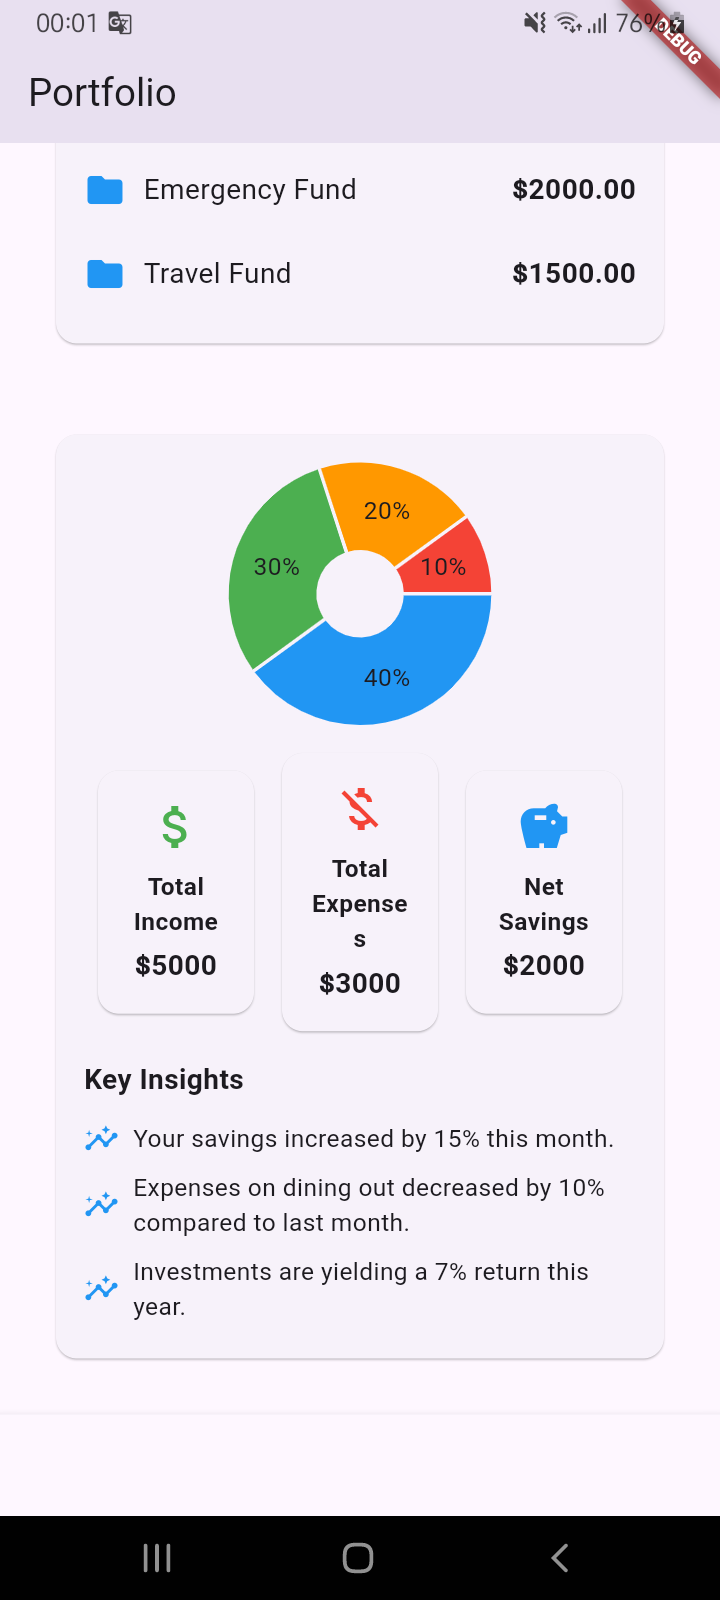 00:01
76%
DEBUG
Portfolio
Emergency Fund $2000.00
Travel Fund $1500.00
20%
30%
10%
40%
Total
Income
$5000
Total
Expense
s
$3000
Net
Savings
$2000
Key Insights
Your savings increased by 15% this month.
Expenses on dining out decreased by 10%
compared to last month.
Investments are yielding a 7% return this
year.